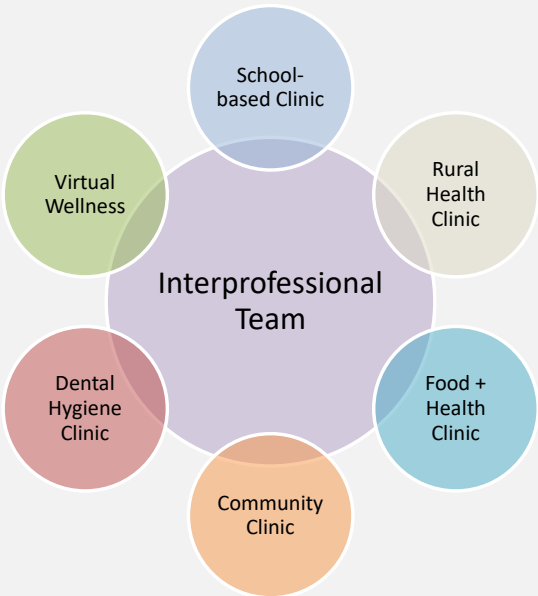 School-
based Clinic
Rural
Health
Clinic
Virtual
Wellness
Interprofessional
Team
Food +
Health
Clinic
Dental
Hygiene
Clinic
Community
Clinic